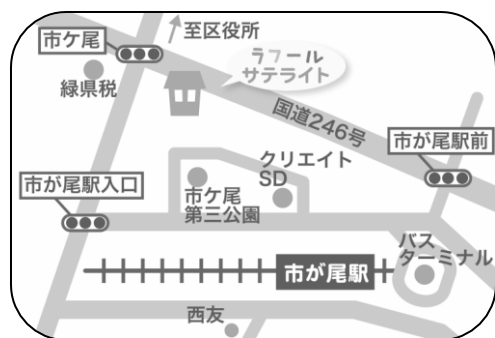 至区役所
市ケ尾
ラフール
サテライト
緑県税
国道246号
市が尾駅前
クリエイト
SD
市が尾駅入口
市ケ尾
第三公園
バス
ターミナル
市が尾駅
西友